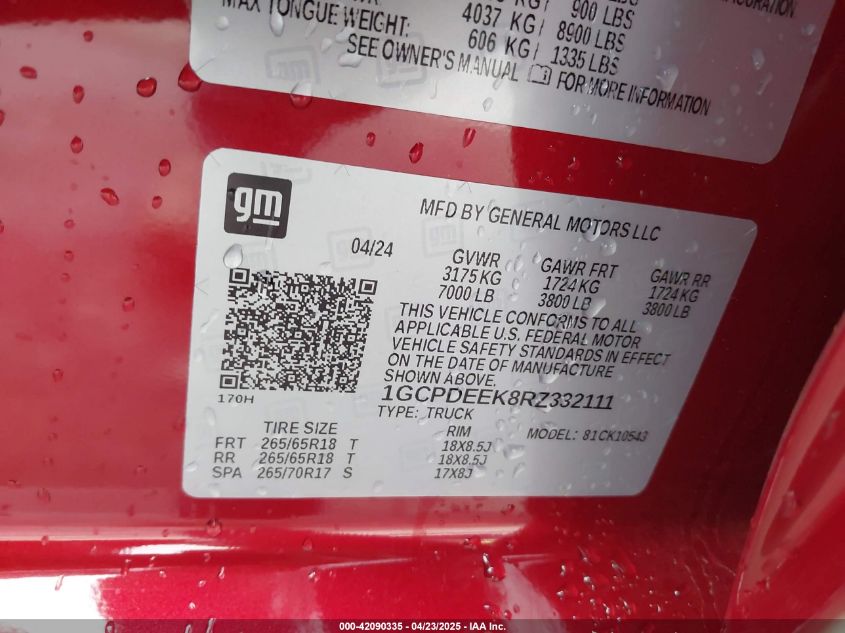 900 LBS
MAX TONGUE WEIGHT: 4037 KG/ 8900 LBS
606 KG/ 1335 LBS
SEE OWNER'S MANUAL FOR MORE INFORMATION
gm
MFD BY GENERAL MOTORS LLC
04/24
GVWR GAWR FRT GAWR RR
3175 KG 1724 KG 1724 KG
7000 LB 3800 LB 3800 LB
THIS VEHICLE CONFORMS TO ALL
APPLICABLE U.S. FEDERAL MOTOR
VEHICLE SAFETY STANDARDS IN EFFECT
ON THE DATE OF MANUFACTURE
SHOWN ABOVE.
170H
1GCPDEEK8RZ332111
TYPE: TRUCK
MODEL: 81CK10543
TIRE SIZE RIM
FRT 265/65R18 T 18X8.5J
RR 265/65R18 T 18X8.5J
SPA 265/70R17 S 17X8J
000-42090335 - 04/23/2025 - IAA Inc.